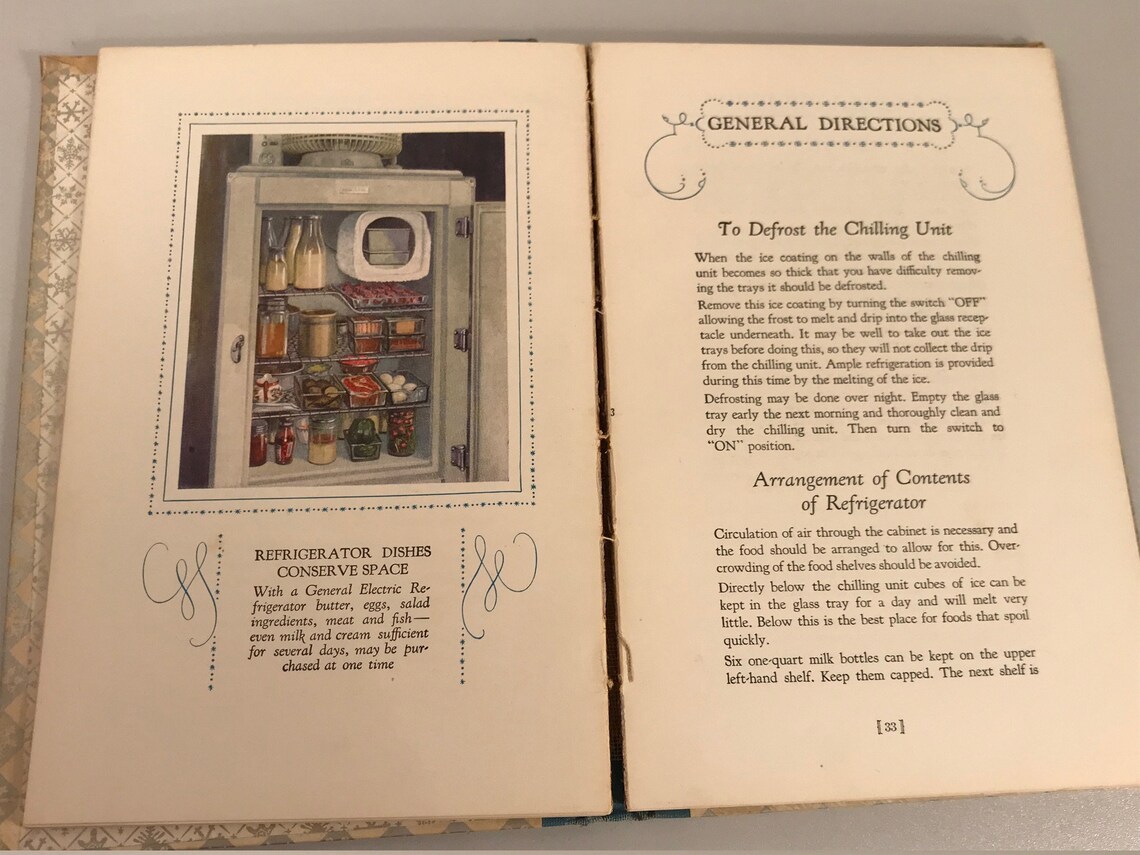 REFRIGERATOR DISHES
CONSERVE SPACE
With a General Electric Re-
frigerator butter, eggs, salad
ingredients, meat and fish—
even milk and cream sufficient
for several days, may be pur-
chased at one time
3
GENERAL DIRECTIONS
To Defrost the Chilling Unit
When the ice coating on the walls of the chilling
unit becomes so thick that you have difficulty remov-
ing the trays it should be defrosted.
Remove this ice coating by turning the switch "OFF"
allowing the frost to melt and drip into the glass recep-
tacle underneath. It may be well to take out the ice
trays before doing this, so they will not collect the drip
from the chilling unit. Ample refrigeration is provided
during this time by the melting of the ice.
Defrosting may be done over night. Empty the glass
tray early the next morning and thoroughly clean and
dry the chilling unit. Then turn the switch to
"ON" position.
Arrangement of Contents
of Refrigerator
Circulation of air through the cabinet is necessary and
the food should be arranged to allow for this. Over-
crowding of the food shelves should be avoided.
Directly below the chilling unit cubes of ice can be
kept in the glass tray for a day and will melt very
little. Below this is the best place for foods that spoil
quickly.
Six one-quart milk bottles can be kept on the upper
left-hand shelf. Keep them capped. The next shelf is
[33]